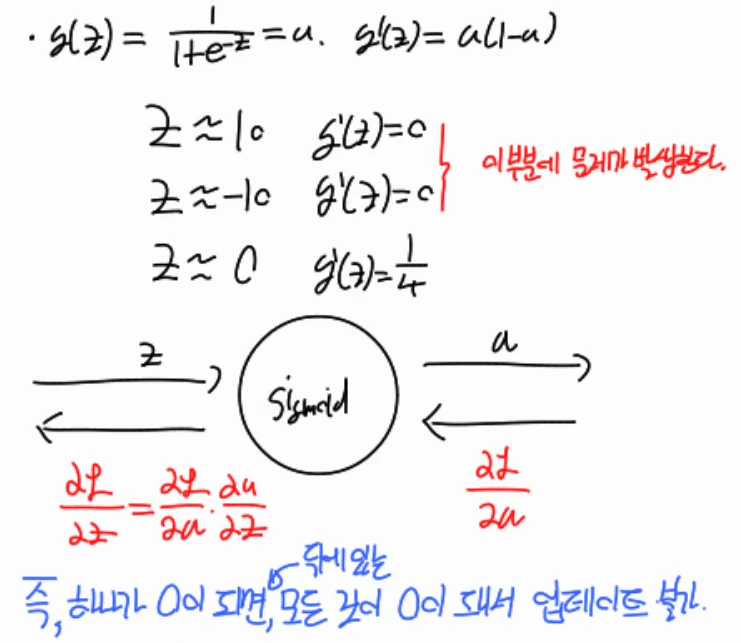 · g(z) = 1/(1+e^-z) = a. g'(z) = a(1-a)
z ≈ 10 g'(z)=0
z ≈ -10 g'(z)=0
이부분에 문제가 발생한다.
z ≈ 0 g'(z)=1/4
z
a
Sigmoid
∂ℒ/∂z = ∂ℒ/∂a · ∂a/∂z
∂ℒ/∂a
뒤에있는
즉, 하나가 0이 되면, 모든 것이 0이 돼서 업데이트 불가.